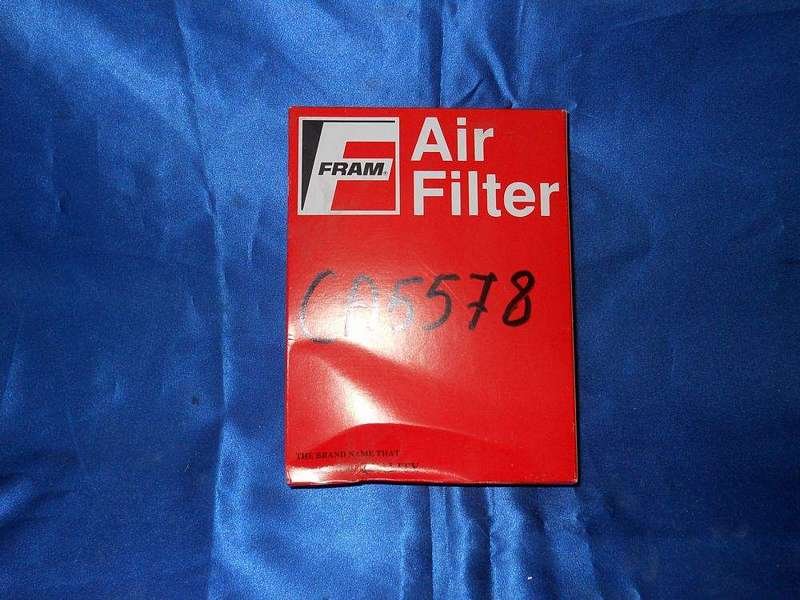 FRAM
Air
Filter
CA5578
THE BRAND NAME THAT